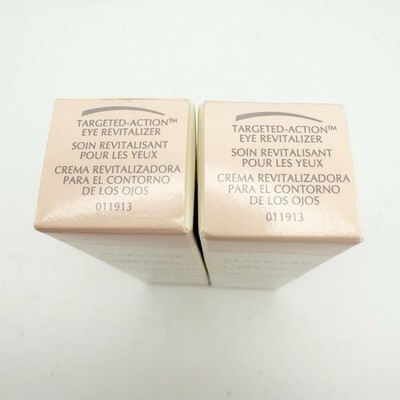 TARGETED-ACTION™
EYE REVITALIZER
SOIN REVITALISANT
POUR LES YEUX
CREMA REVITALIZADORA
PARA EL CONTORNO
DE LOS OJOS
011913
TARGETED-ACTION™
EYE REVITALIZER
SOIN REVITALISANT
POUR LES YEUX
CREMA REVITALIZADORA
PARA EL CONTORNO
DE LOS OJOS
011913